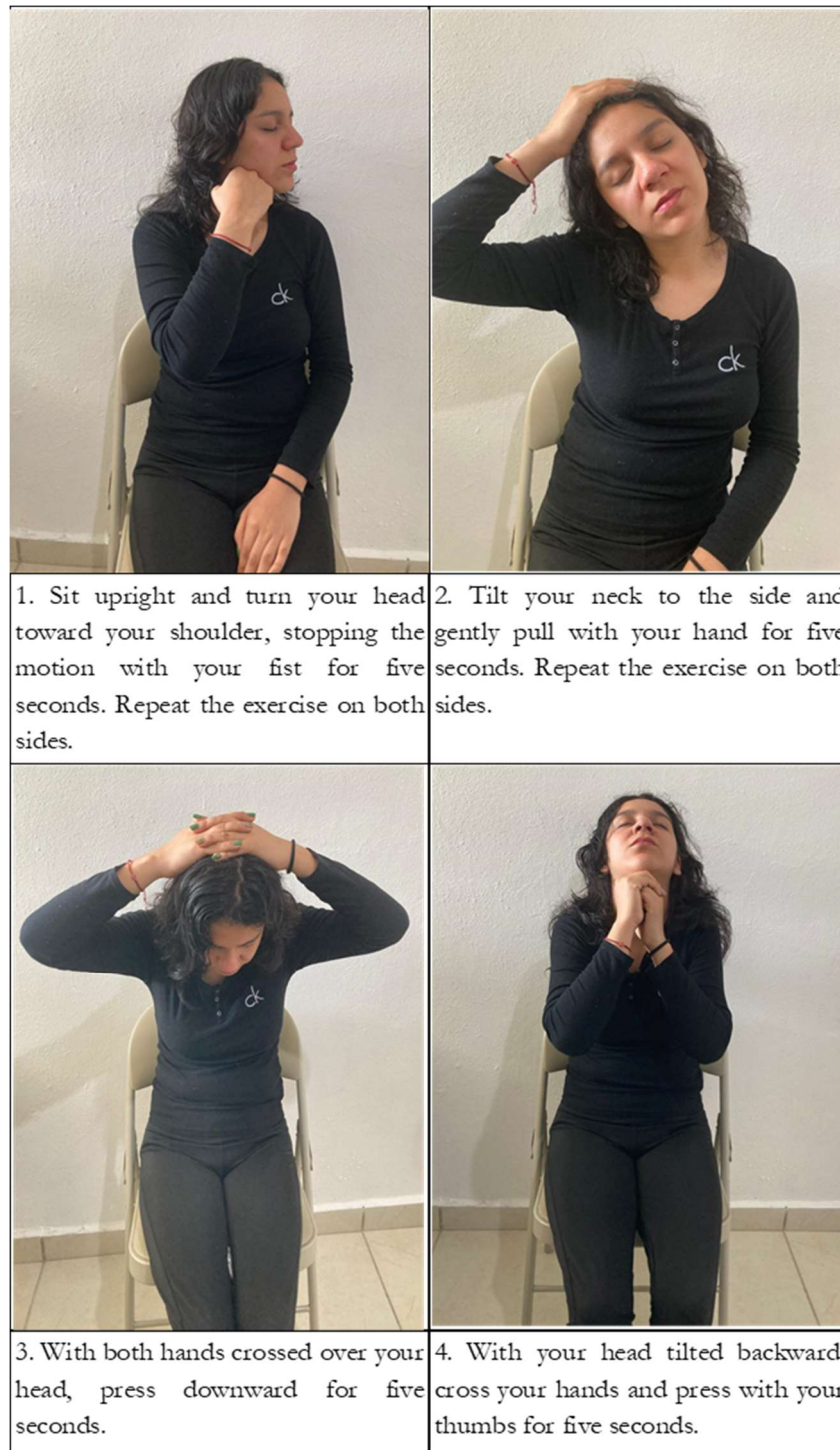 ck
ck
1. Sit upright and turn your head
toward your shoulder, stopping the
motion with your fist for five
seconds. Repeat the exercise on both
sides.
2. Tilt your neck to the side and
gently pull with your hand for five
seconds. Repeat the exercise on both
sides.
ck
3. With both hands crossed over your
head, press downward for five
seconds.
4. With your head tilted backward
cross your hands and press with your
thumbs for five seconds.